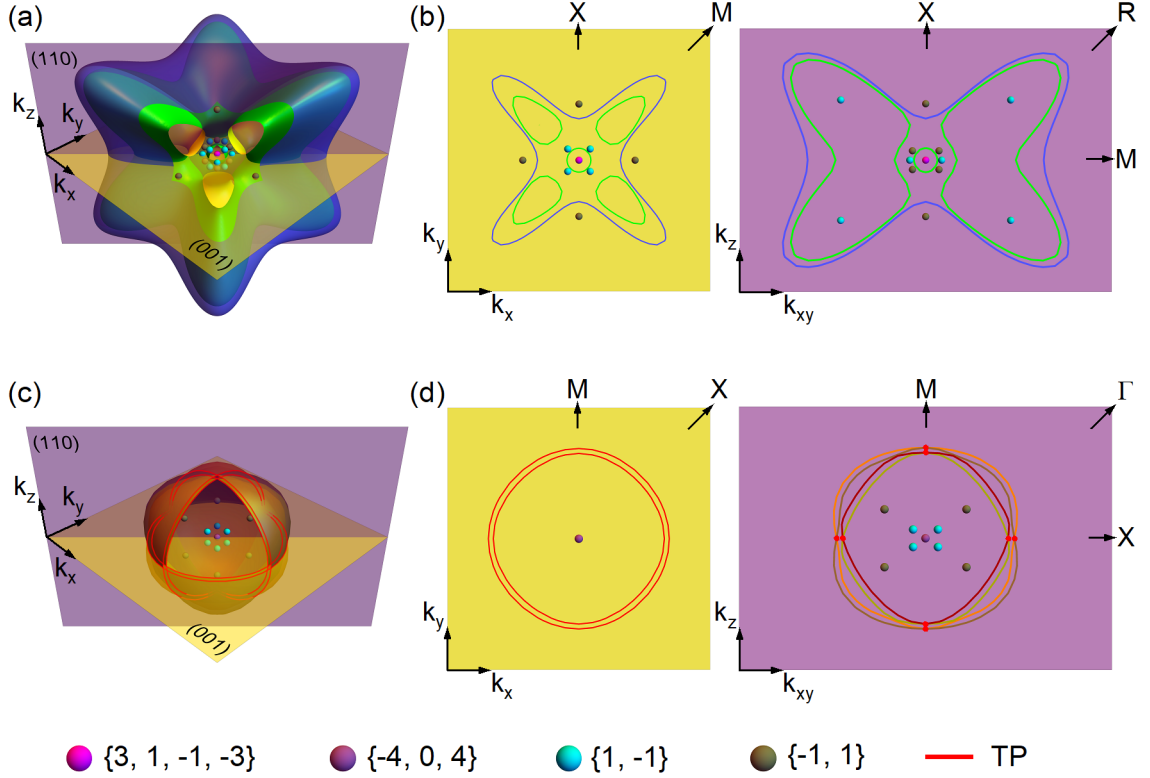 (a)
(110)
k_z
k_y
k_x
(001)
(b)
X
M
k_y
k_x
X
R
M
k_z
k_xy
(c)
(110)
k_z
k_y
k_x
(001)
(d)
M
X
k_y
k_x
M
Γ
X
k_z
k_xy
{3, 1, -1, -3} {-4, 0, 4} {1, -1} {-1, 1} TP